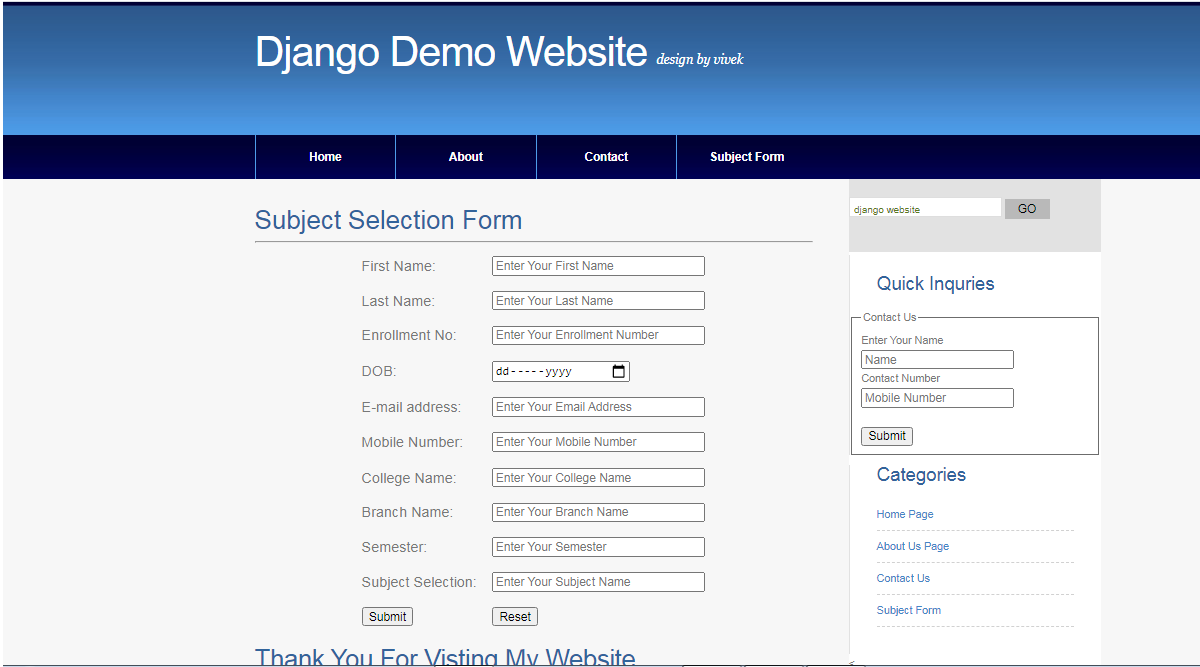 Django Demo Website design by vivek
Home About Contact Subject Form
Subject Selection Form
First Name: Enter Your First Name
Last Name: Enter Your Last Name
Enrollment No: Enter Your Enrollment Number
DOB: dd-----yyyy
E-mail address: Enter Your Email Address
Mobile Number: Enter Your Mobile Number
College Name: Enter Your College Name
Branch Name: Enter Your Branch Name
Semester: Enter Your Semester
Subject Selection: Enter Your Subject Name
Submit Reset
Thank You For Visting My Website
django website GO
Quick Inquries
Contact Us
Enter Your Name
Name
Contact Number
Mobile Number
Submit
Categories
Home Page
About Us Page
Contact Us
Subject Form